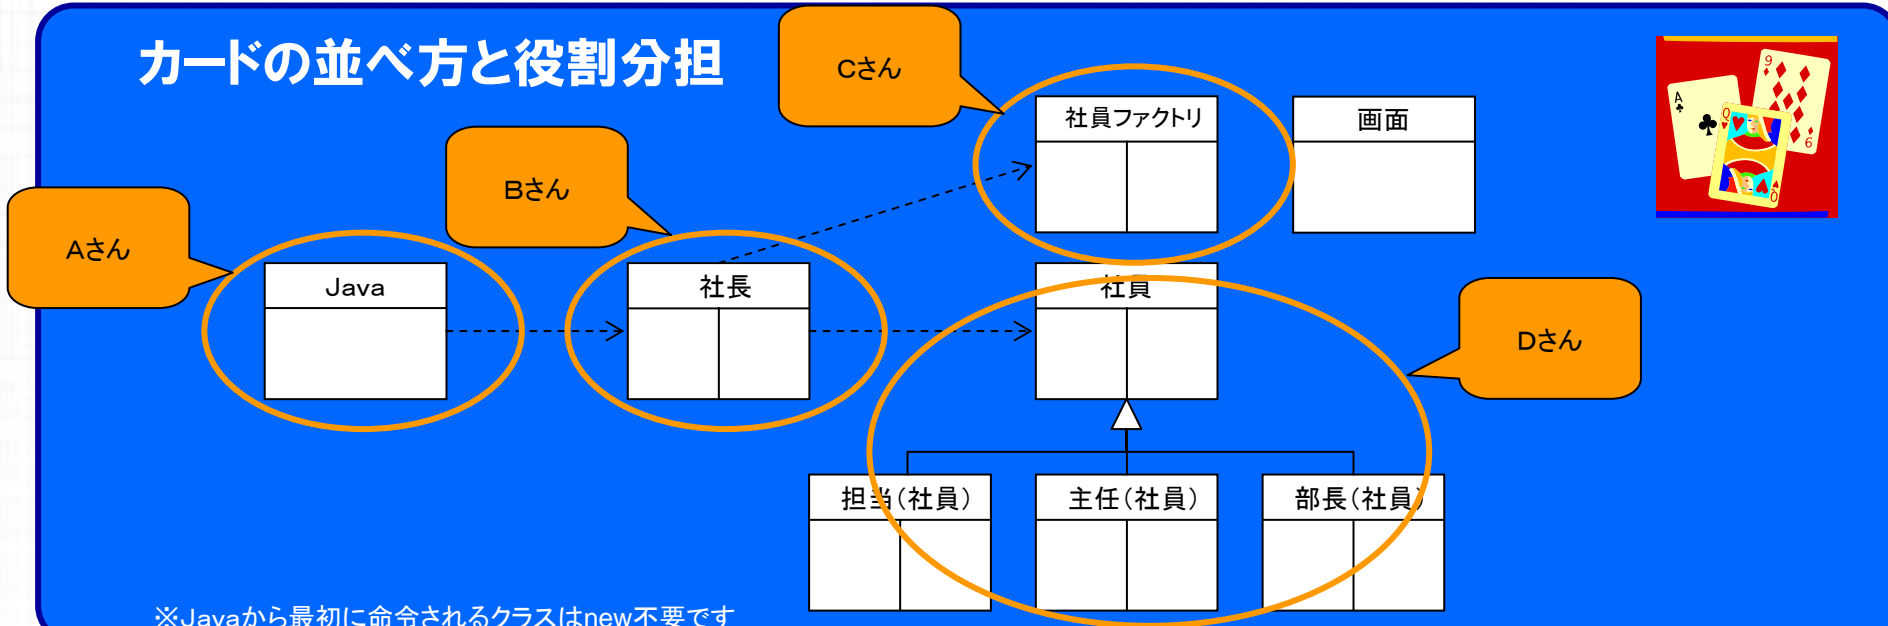 カードの並べ方と役割分担
Cさん
社員ファクトリ
画面
Bさん
Aさん
Java
社長
社員
Dさん
担当(社員)
主任(社員)
部長(社員)
※Javaから最初に命令されるクラスはnew不要です
A
9
Q
6
Q